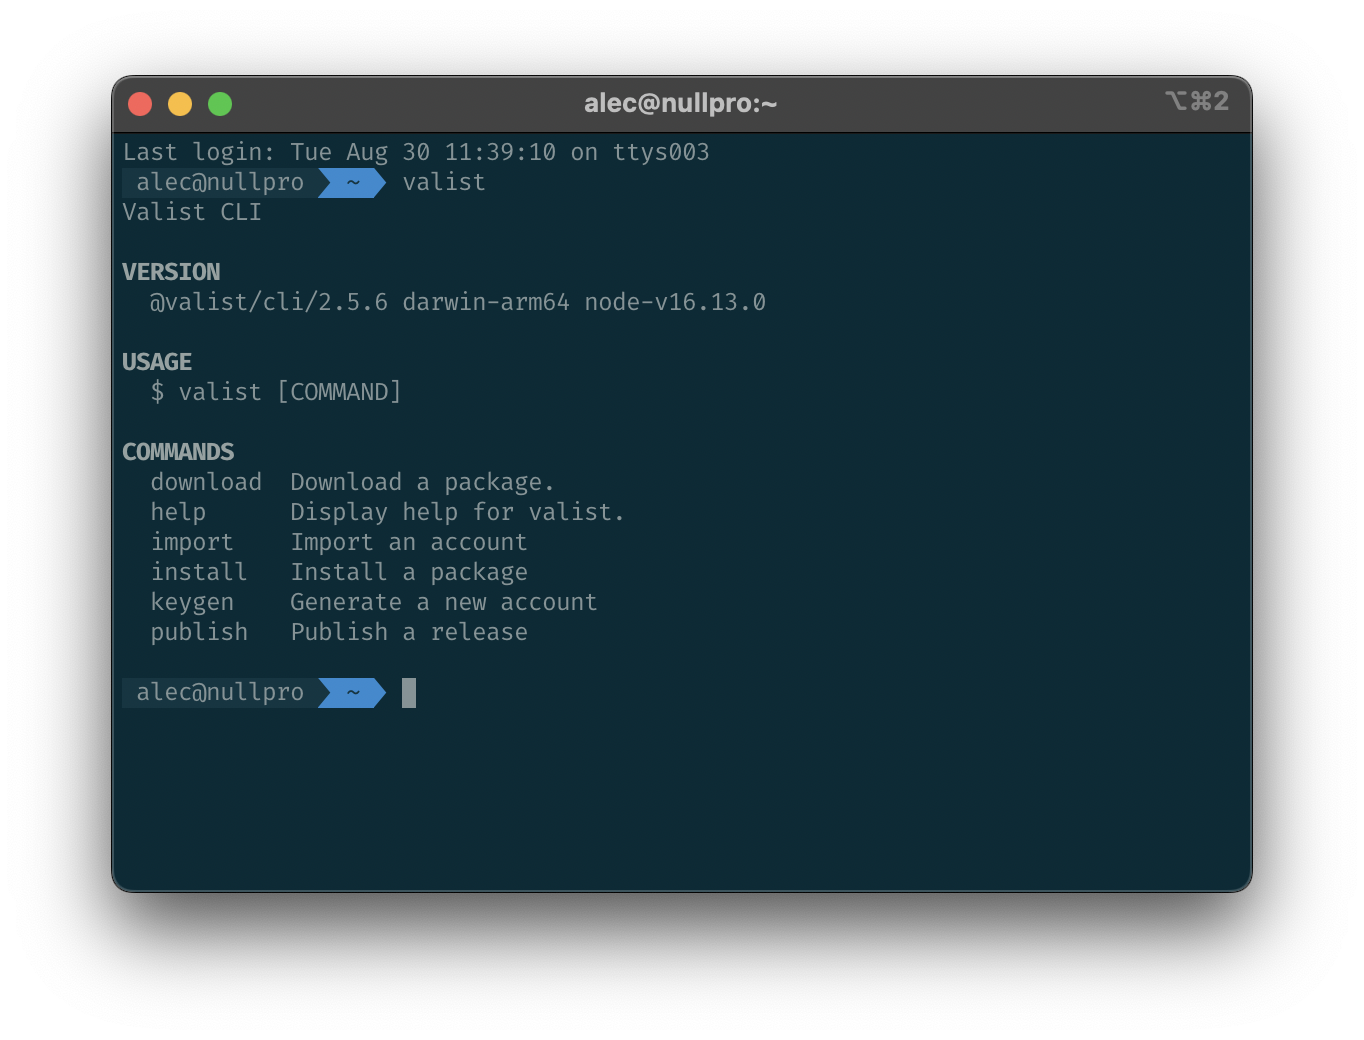 alec@nullpro:~
⌥⌘2
Last login: Tue Aug 30 11:39:10 on ttys003
alec@nullpro ~ valist
Valist CLI
VERSION
@valist/cli/2.5.6 darwin-arm64 node-v16.13.0
USAGE
$ valist [COMMAND]
COMMANDS
download Download a package.
help Display help for valist.
import Import an account
install Install a package
keygen Generate a new account
publish Publish a release
alec@nullpro ~